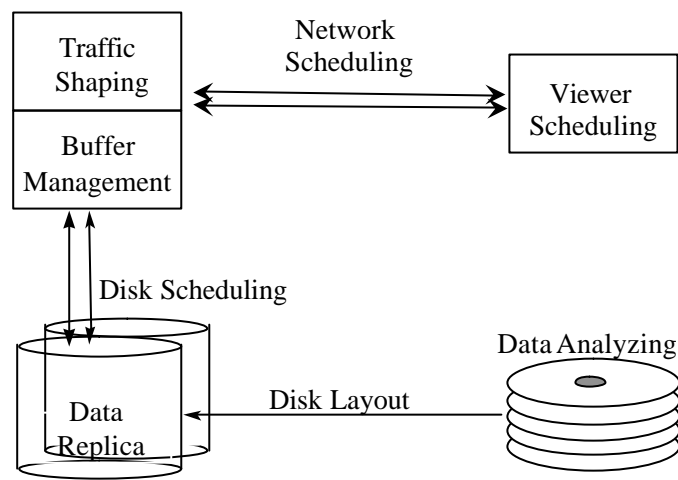 Traffic
Shaping
Network
Scheduling
Viewer
Scheduling
Buffer
Management
Disk Scheduling
Data Analyzing
Data
Replica
Disk Layout